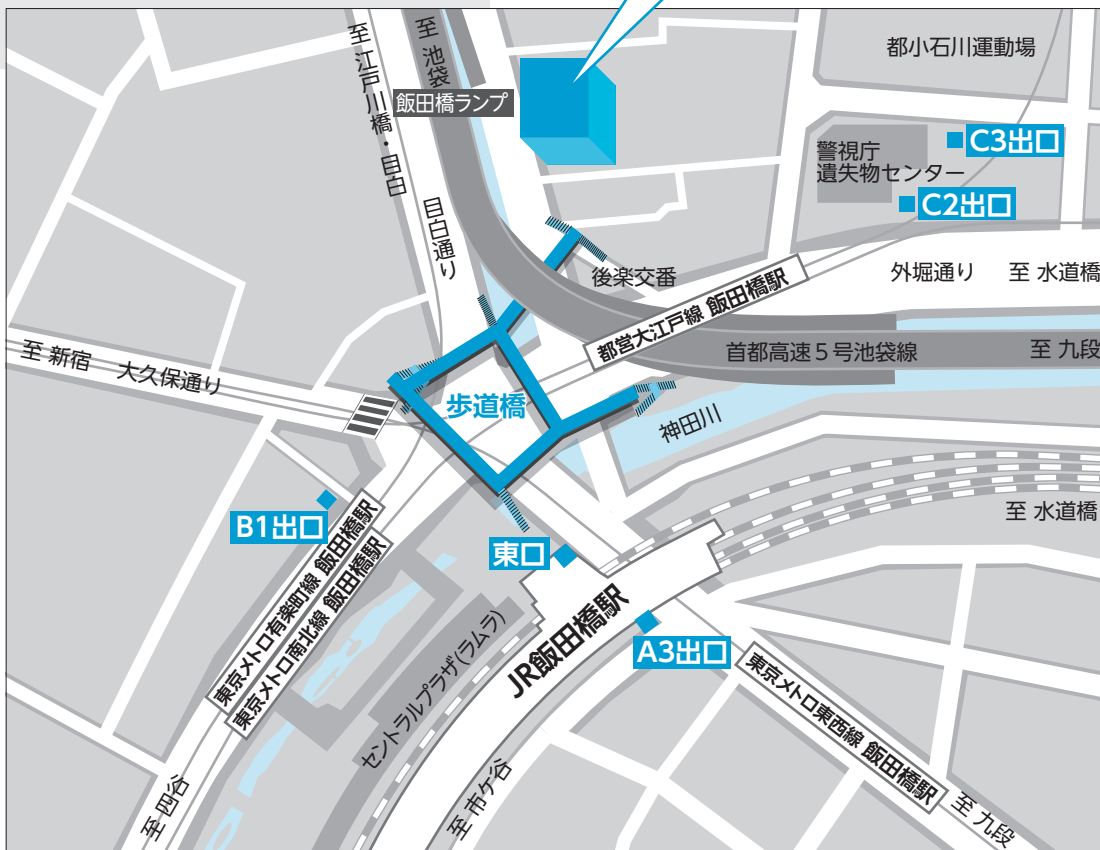 至 江戸川橋・目白
至 池袋
飯田橋ランプ
都小石川運動場
C3出口
警視庁
遺失物センター
C2出口
目白通り
後楽交番
都営大江戸線 飯田橋駅
外堀通り
至 水道橋
至 新宿
大久保通り
首都高速5号池袋線
至 九段
歩道橋
神田川
B1出口
東口
至 水道橋
東京メトロ有楽町線 飯田橋駅
東京メトロ南北線 飯田橋駅
セントラルプラザ(ラムラ)
JR飯田橋駅
A3出口
東京メトロ東西線 飯田橋駅
至 四谷
至 市ケ谷
至 九段